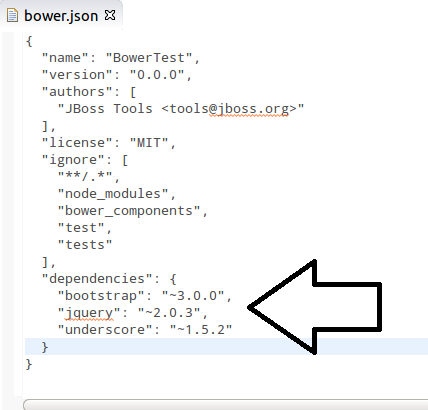 bower.json
{
  "name": "BowerTest",
  "version": "0.0.0",
  "authors": [
    "JBoss Tools <tools@jboss.org>"
  ],
  "license": "MIT",
  "ignore": [
    "**/.*",
    "node_modules",
    "bower_components",
    "test",
    "tests"
  ],
  "dependencies": {
    "bootstrap": "~3.0.0",
    "jquery": "~2.0.3",
    "underscore": "~1.5.2"
  }
}